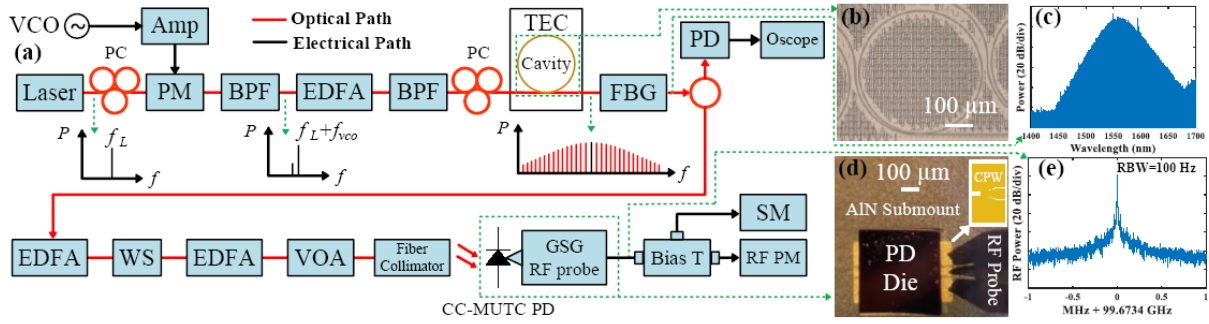 VCO
Amp
Optical Path
Electrical Path
(a)
PC
PC
TEC
Cavity
Laser
PM
BPF
EDFA
BPF
FBG
PD
Oscope
P
f_L
f
P
f_L+f_vco
f
P
f
EDFA
WS
EDFA
VOA
Fiber
Collimator
GSG
RF probe
Bias T
SM
RF PM
CC-MUTC PD
(b)
100 μm
(c)
Power (20 dB/div)
1400
1450
1500
1550
1600
1650
1700
Wavelength (nm)
(d)
100 μm
CPW
AlN Submount
PD
Die
RF Probe
(e)
RBW=100 Hz
RF Power (20 dB/div)
-1
-0.5
0
0.5
1
MHz + 99.6734 GHz